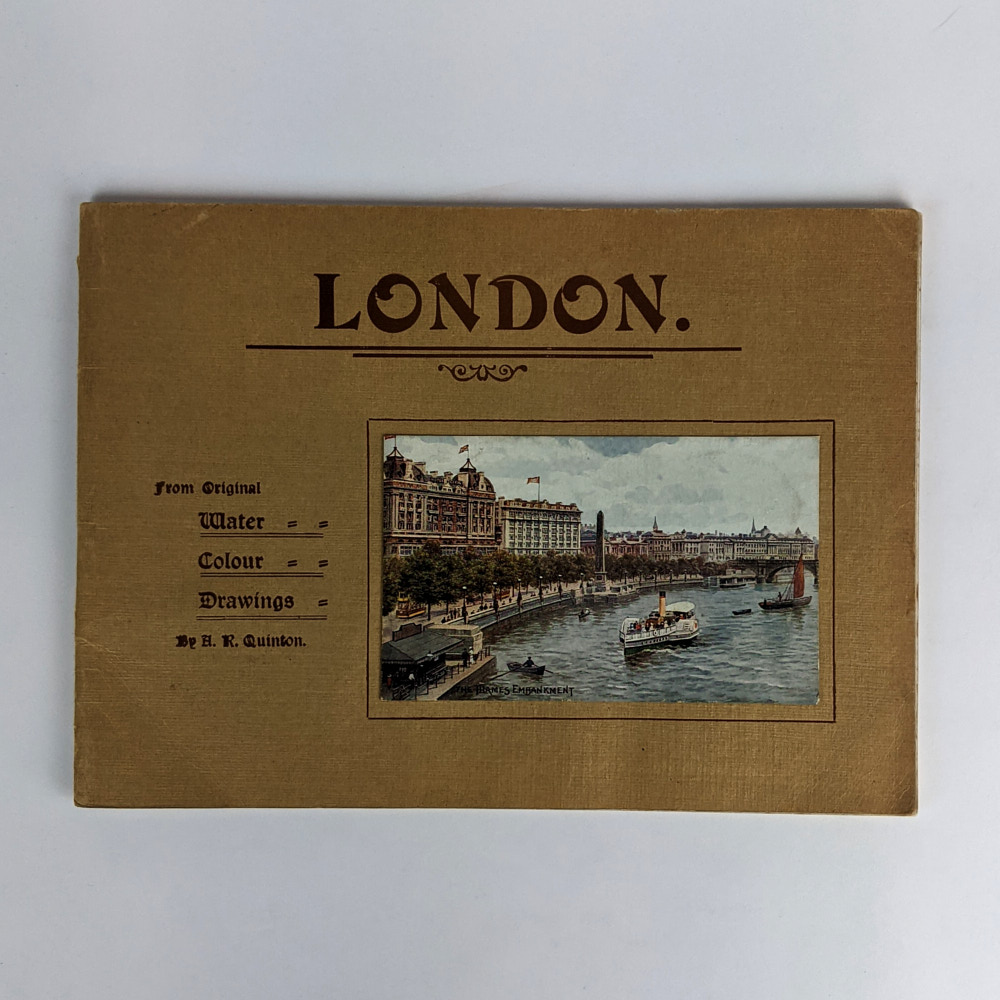 LONDON.
From Original
Water = =
Colour = =
Drawings =
By A. R. Quinton.
THE THAMES EMBANKMENT